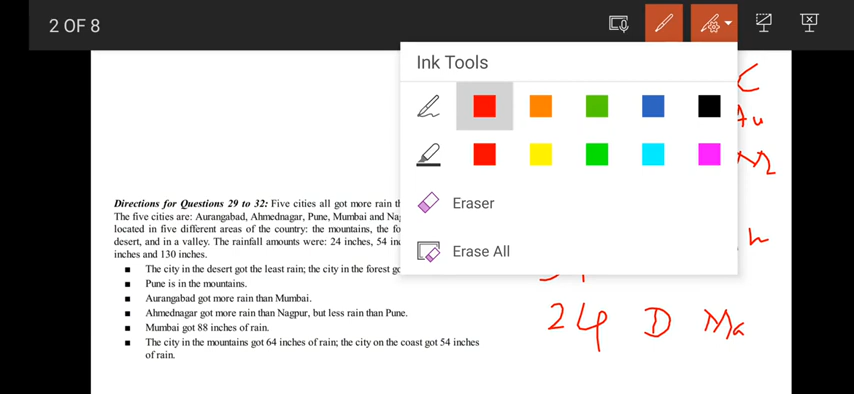 2 OF 8
Ink Tools
Eraser
Erase All
C
Au
M
Directions for Questions 29 to 32: Five cities all got more rain
The five cities are: Aurangabad, Ahmednagar, Pune, Mumbai and
located in five different areas of the country: the mountains, the
desert, and in a valley. The rainfall amounts were: 24 inches, 54
inches and 130 inches.
▪ The city in the desert got the least rain; the city in the forest
▪ Pune is in the mountains.
▪ Aurangabad got more rain than Mumbai.
▪ Ahmednagar got more rain than Nagpur, but less rain than Pune.
▪ Mumbai got 88 inches of rain.
▪ The city in the mountains got 64 inches of rain; the city on the coast got 54 inches
of rain.
24 D